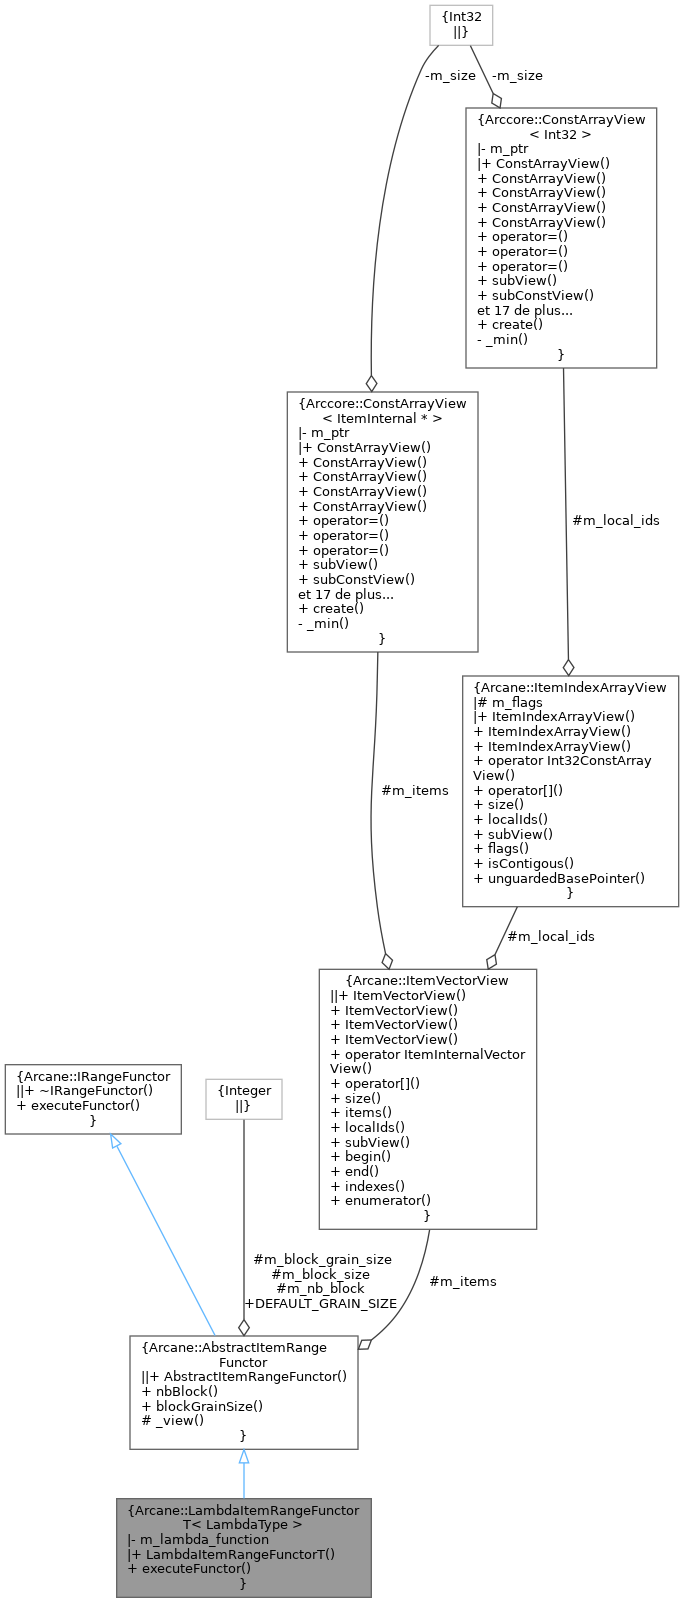 {Int32
||}
-m_size
-m_size
{Arccore::ConstArrayView
< Int32 >
|- m_ptr
|+ ConstArrayView()
+ ConstArrayView()
+ ConstArrayView()
+ ConstArrayView()
+ ConstArrayView()
+ operator=()
+ operator=()
+ operator=()
+ subView()
+ subConstView()
et 17 de plus...
+ create()
- _min()
}
{Arccore::ConstArrayView
< ItemInternal * >
|- m_ptr
|+ ConstArrayView()
+ ConstArrayView()
+ ConstArrayView()
+ ConstArrayView()
+ ConstArrayView()
+ operator=()
+ operator=()
+ operator=()
+ subView()
+ subConstView()
et 17 de plus...
+ create()
- _min()
}
#m_local_ids
{Arcane::ItemIndexArrayView
|# m_flags
|+ ItemIndexArrayView()
+ ItemIndexArrayView()
+ ItemIndexArrayView()
+ operator Int32ConstArray
View()
+ operator[]()
+ size()
+ localIds()
+ subView()
+ flags()
+ isContigous()
+ unguardedBasePointer()
}
#m_items
#m_local_ids
{Arcane::ItemVectorView
||+ ItemVectorView()
+ ItemVectorView()
+ ItemVectorView()
+ ItemVectorView()
+ operator ItemInternalVector
View()
+ operator[]()
+ size()
+ items()
+ localIds()
+ subView()
+ begin()
+ end()
+ indexes()
+ enumerator()
}
{Arcane::IRangeFunctor
||+ ~IRangeFunctor()
+ executeFunctor()
}
{Integer
||}
#m_block_grain_size
#m_block_size
#m_nb_block
+DEFAULT_GRAIN_SIZE
#m_items
{Arcane::AbstractItemRange
Functor
||+ AbstractItemRangeFunctor()
+ nbBlock()
+ blockGrainSize()
# _view()
}
{Arcane::LambdaItemRangeFunctor
T< LambdaType >
|- m_lambda_function
|+ LambdaItemRangeFunctorT()
+ executeFunctor()
}